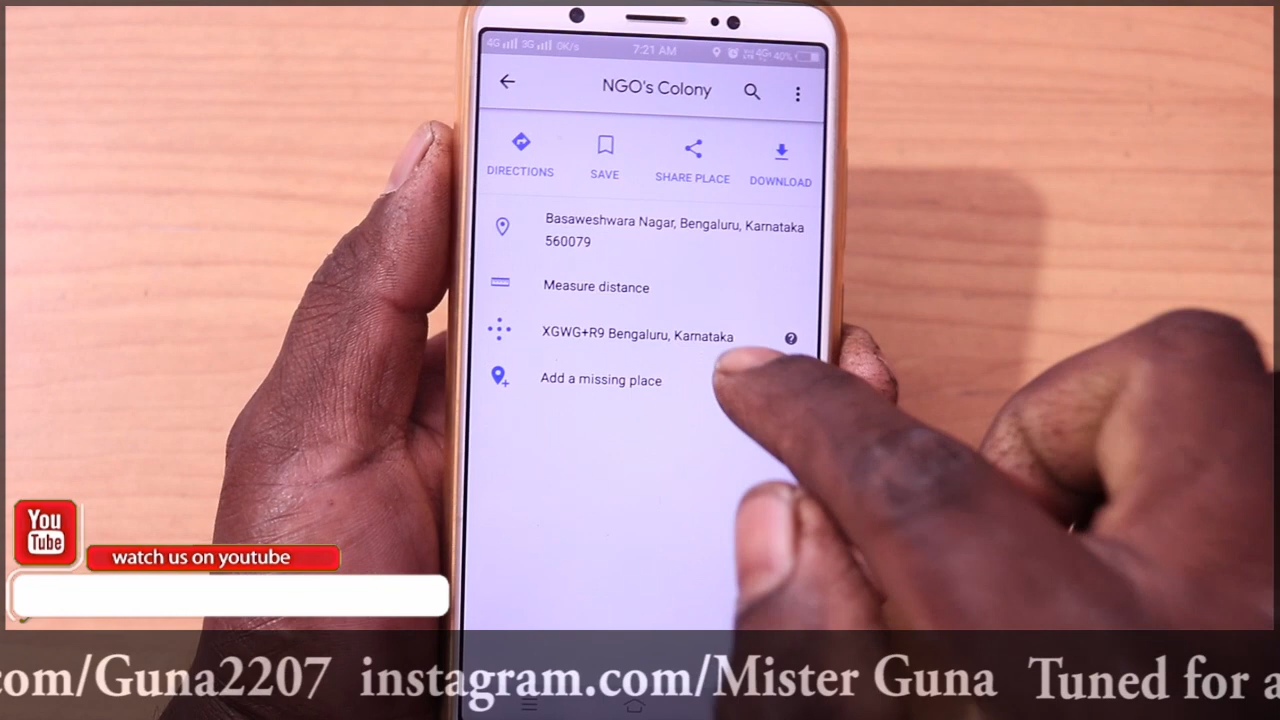 4G 3G 0K/s 7:21 AM 4G+ 40%
NGO's Colony
DIRECTIONS SAVE SHARE PLACE DOWNLOAD
Basaweshwara Nagar, Bengaluru, Karnataka
560079
Measure distance
XGWG+R9 Bengaluru, Karnataka ?
Add a missing place
You
Tube
watch us on youtube
com/Guna2207 instagram.com/Mister Guna Tuned for a